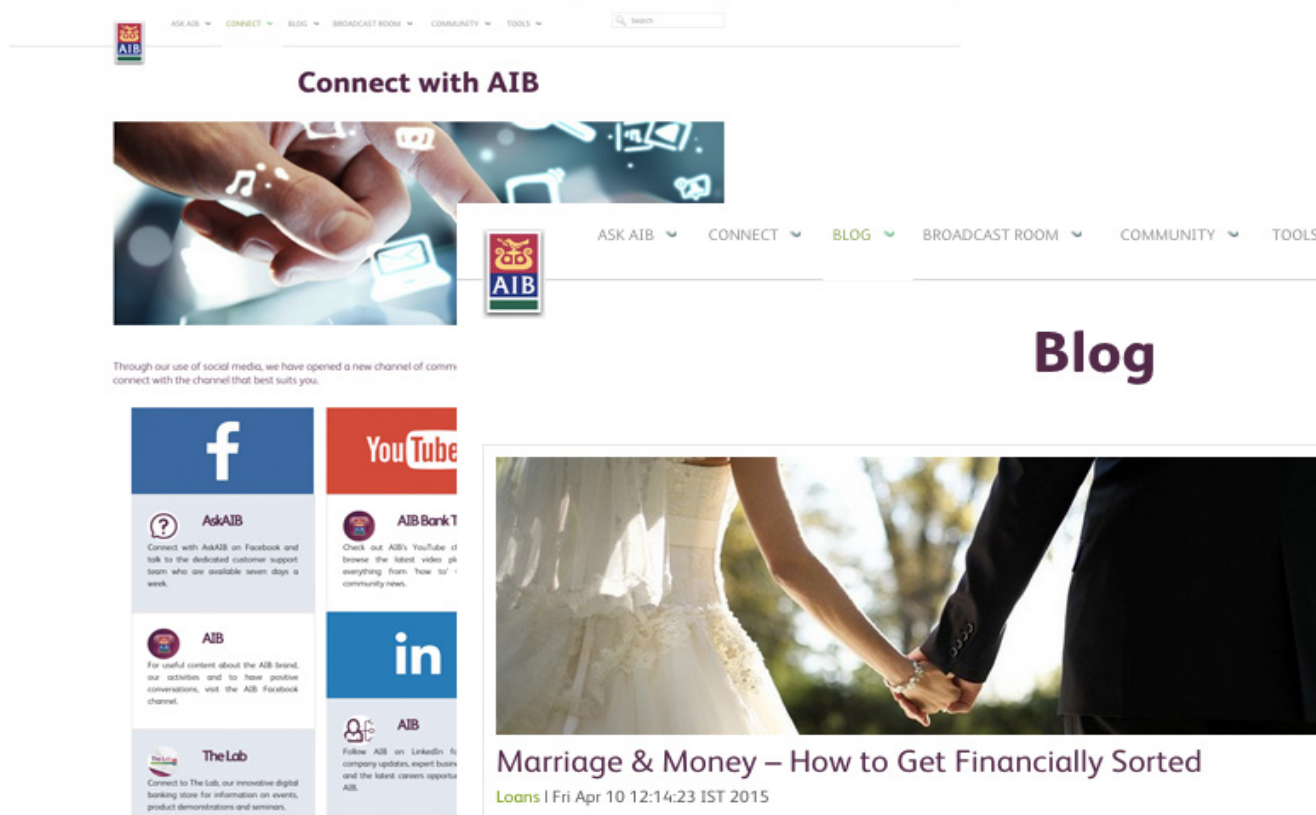 ASK AIB CONNECT BLOG BROADCAST ROOM COMMUNITY TOOLS Search
AIB
Connect with AIB
Through our use of social media, we have opened a new channel of
connect with the channel that best suits you.
f
AskAIB
Connect with AskAIB on Facebook and
talk to the dedicated customer support
team who are available seven days a
week.
AIB
For useful content about the AIB brand,
our activities and to have positive
conversations, visit the AIB Facebook
channel.
The Lab
Connect to The Lab, our innovative digital
banking store for information on events,
product demonstrations and seminars.
You Tube
AIB Bank T
Check out AIB's YouTube
browse the latest video
everything from 'how to'
community news.
in
AIB
Follow AIB on LinkedIn
company updates, expert
and the latest careers
AIB.
ASK AIB CONNECT BLOG BROADCAST ROOM COMMUNITY TOOLS
AIB
Blog
Marriage & Money – How to Get Financially Sorted
Loans | Fri Apr 10 12:14:23 IST 2015